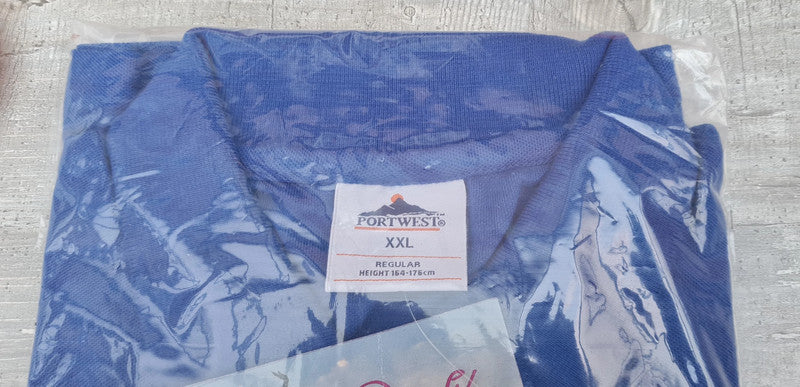 PORTWEST®
XXL
REGULAR
HEIGHT 164-176cm